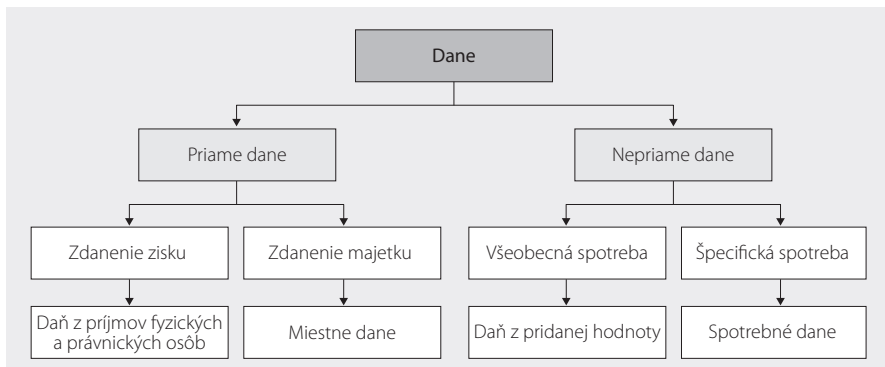 Dane
Priame dane
Nepriame dane
Zdanenie zisku
Zdanenie majetku
Všeobecná spotreba
Špecifická spotreba
Daň z príjmov fyzických
a právnických osôb
Miestne dane
Daň z pridanej hodnoty
Spotrebné dane